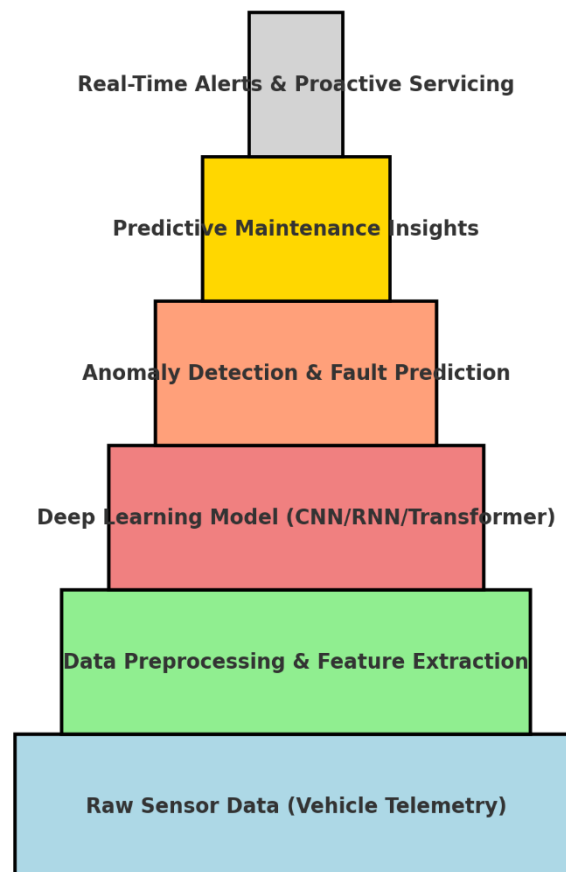 Real-Time Alerts & Proactive Servicing
Predictive Maintenance Insights
Anomaly Detection & Fault Prediction
Deep Learning Model (CNN/RNN/Transformer)
Data Preprocessing & Feature Extraction
Raw Sensor Data (Vehicle Telemetry)